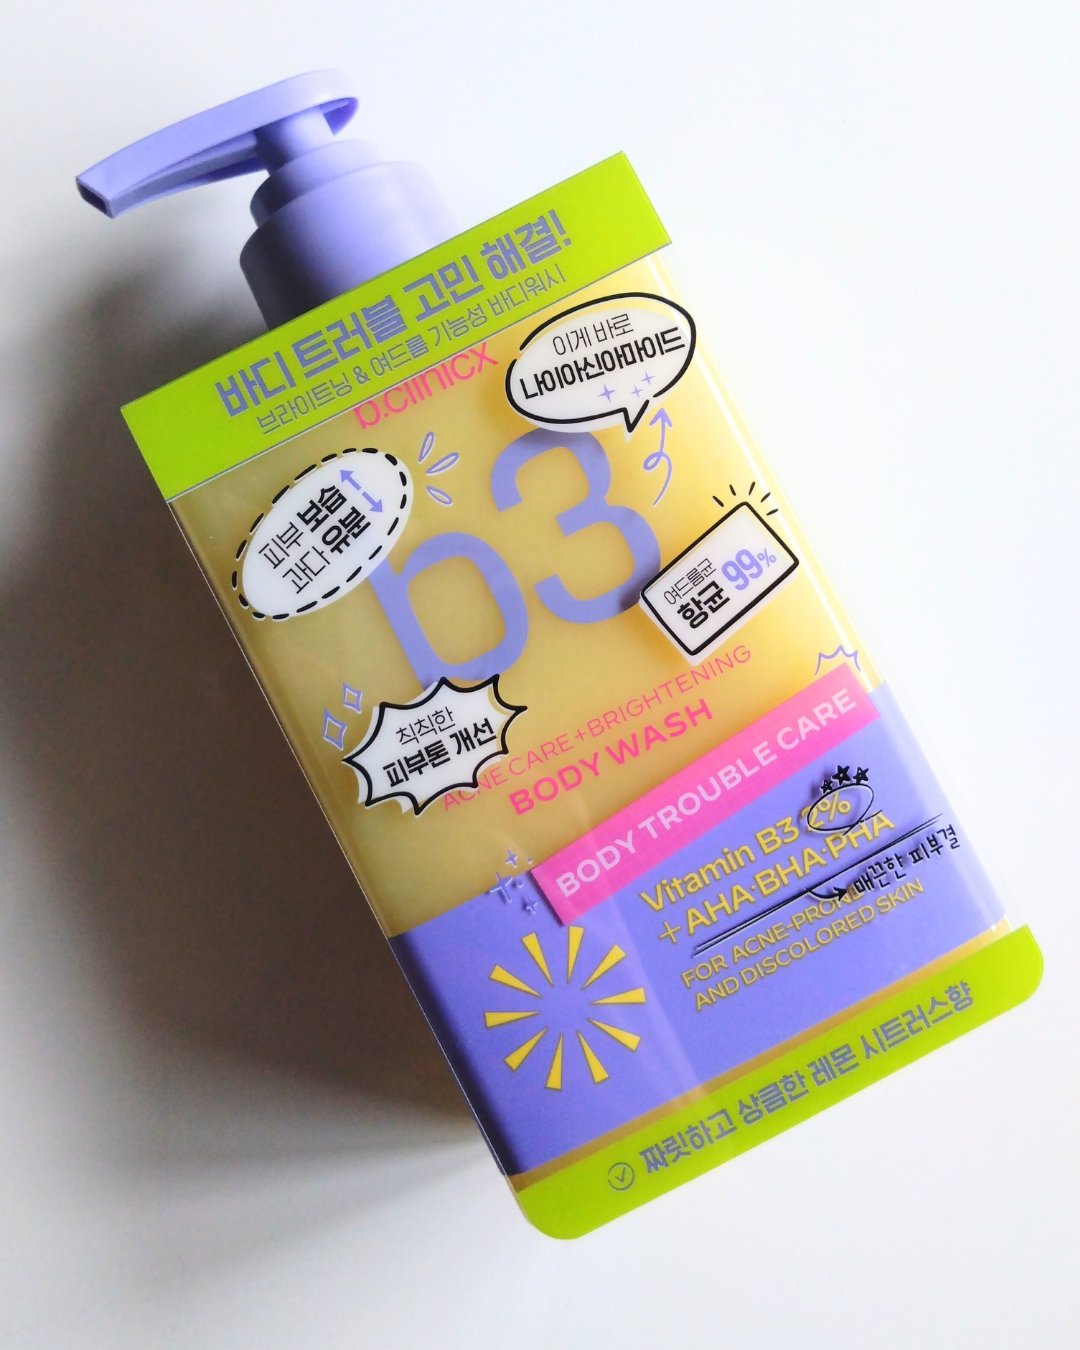 바디 트러블 고민 해결!
브라이트닝 & 여드름 기능성 바디워시
b.clinicx
이게 바로
나이아신아마이드
피부 보습
과다 유분
b3
여드름균
항균 99%
칙칙한
피부톤 개선
ACNE CARE+BRIGHTENING
BODY WASH
BODY TROUBLE CARE
Vitamin B3 2%
+ AHA·BHA·PHA
매끈한 피부결
FOR ACNE-PRONE
AND DISCOLORED SKIN
짜릿하고 상큼한 레몬 시트러스향